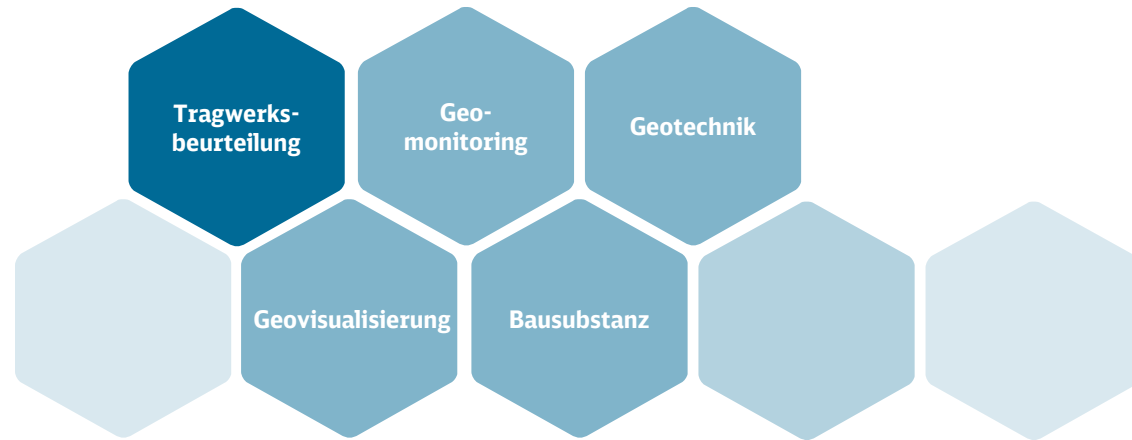 Tragwerks-
beurteilung
Geo-
monitoring
Geotechnik
Geovisualisierung
Bausubstanz